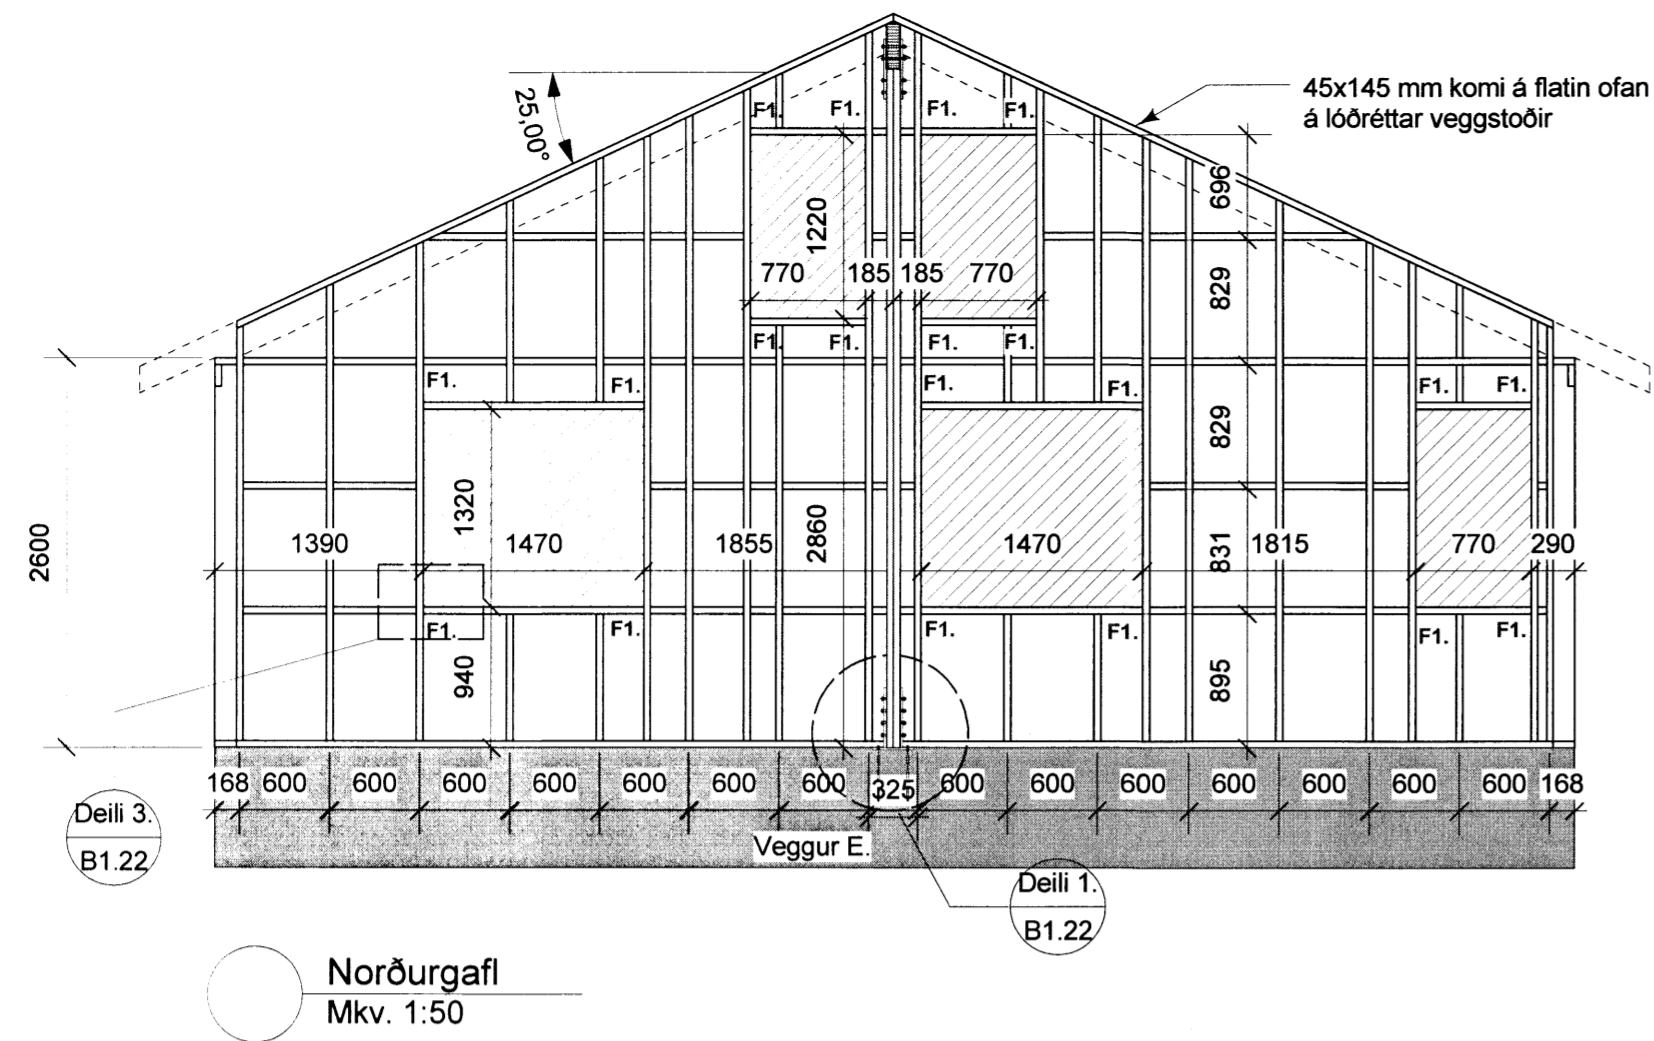 45x145 mm komi á flatin ofan
á lóðréttar veggstoðir
25,00°
F1. F1. F1. F1.
696
1220
770 185 185 770
829
F1. F1. F1. F1.
F1. F1. F1. F1. F1. F1.
829
1320
2860
2600
1390 1470 1855 1470 831 1815 770 290
F1. F1. F1. F1. F1. F1.
940
895
168 600 600 600 600 600 600 600 325 600 600 600 600 600 600 600 168
Deili 3.
B1.22
Veggur E.
Deili 1.
B1.22
Norðurgafl
Mkv. 1:50